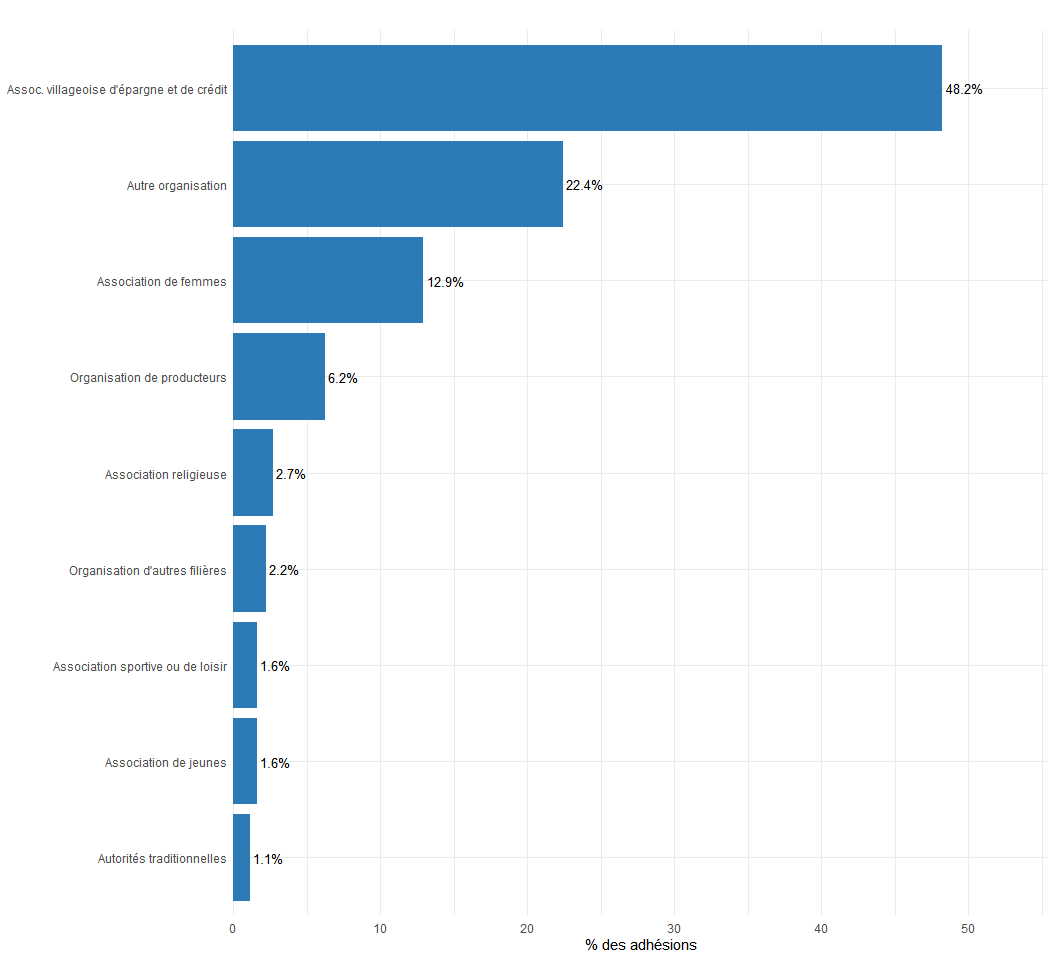 Assoc. villageoise d'épargne et de crédit
48.2%
Autre organisation
22.4%
Association de femmes
12.9%
Organisation de producteurs
6.2%
Association religieuse
2.7%
Organisation d'autres filières
2.2%
Association sportive ou de loisir
1.6%
Association de jeunes
1.6%
Autorités traditionnelles
1.1%
0 10 20 30 40 50
% des adhésions